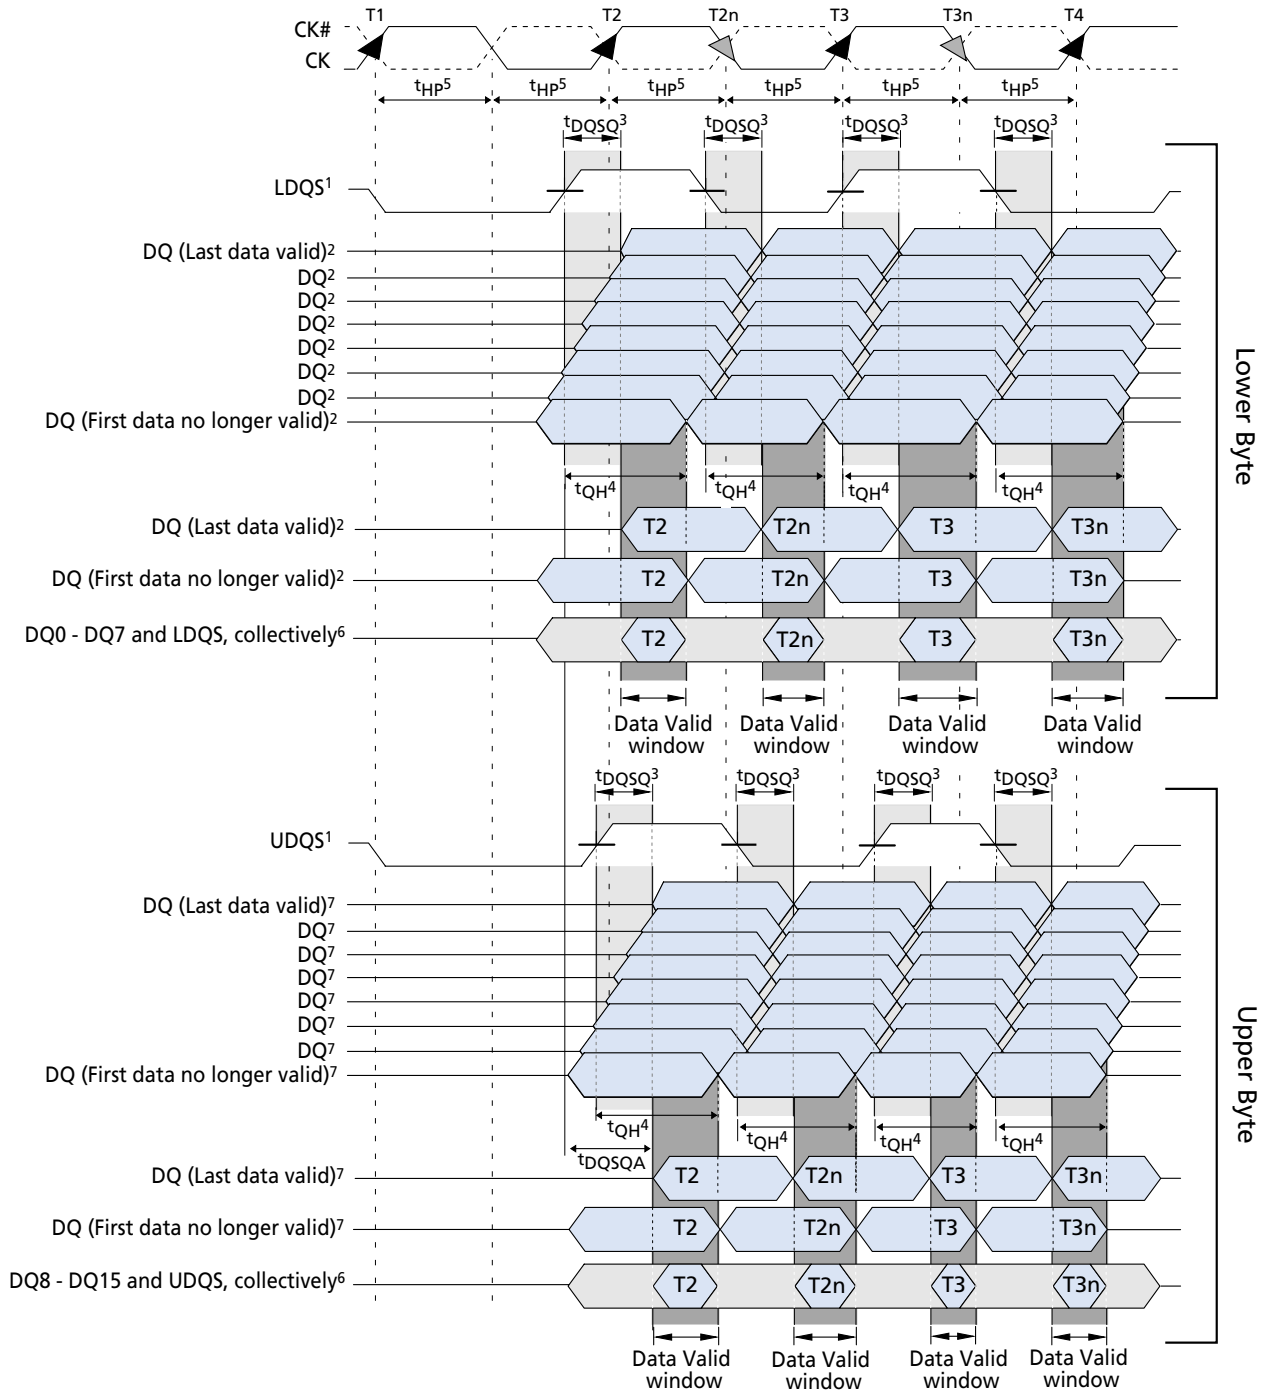 T1 T2 T2n T3 T3n T4
CK#
CK
tHP5 tHP5 tHP5 tHP5 tHP5 tHP5
tDQSQ3 tDQSQ3 tDQSQ3 tDQSQ3
LDQS1
DQ (Last data valid)2
DQ2
DQ2
DQ2
DQ2
DQ2
DQ2
DQ (First data no longer valid)2
tQH4 tQH4 tQH4 tQH4
DQ (Last data valid)2 T2 T2n T3 T3n
DQ (First data no longer valid)2 T2 T2n T3 T3n
DQ0 - DQ7 and LDQS, collectively6 T2 T2n T3 T3n
Data Valid window Data Valid window Data Valid window Data Valid window
Lower Byte
tDQSQ3 tDQSQ3 tDQSQ3 tDQSQ3
UDQS1
DQ (Last data valid)7
DQ7
DQ7
DQ7
DQ7
DQ7
DQ7
DQ (First data no longer valid)7
tQH4 tQH4 tQH4 tQH4
tDQSQA
DQ (Last data valid)7 T2 T2n T3 T3n
DQ (First data no longer valid)7 T2 T2n T3 T3n
DQ8 - DQ15 and UDQS, collectively6 T2 T2n T3 T3n
Data Valid window Data Valid window Data Valid window Data Valid window
Upper Byte